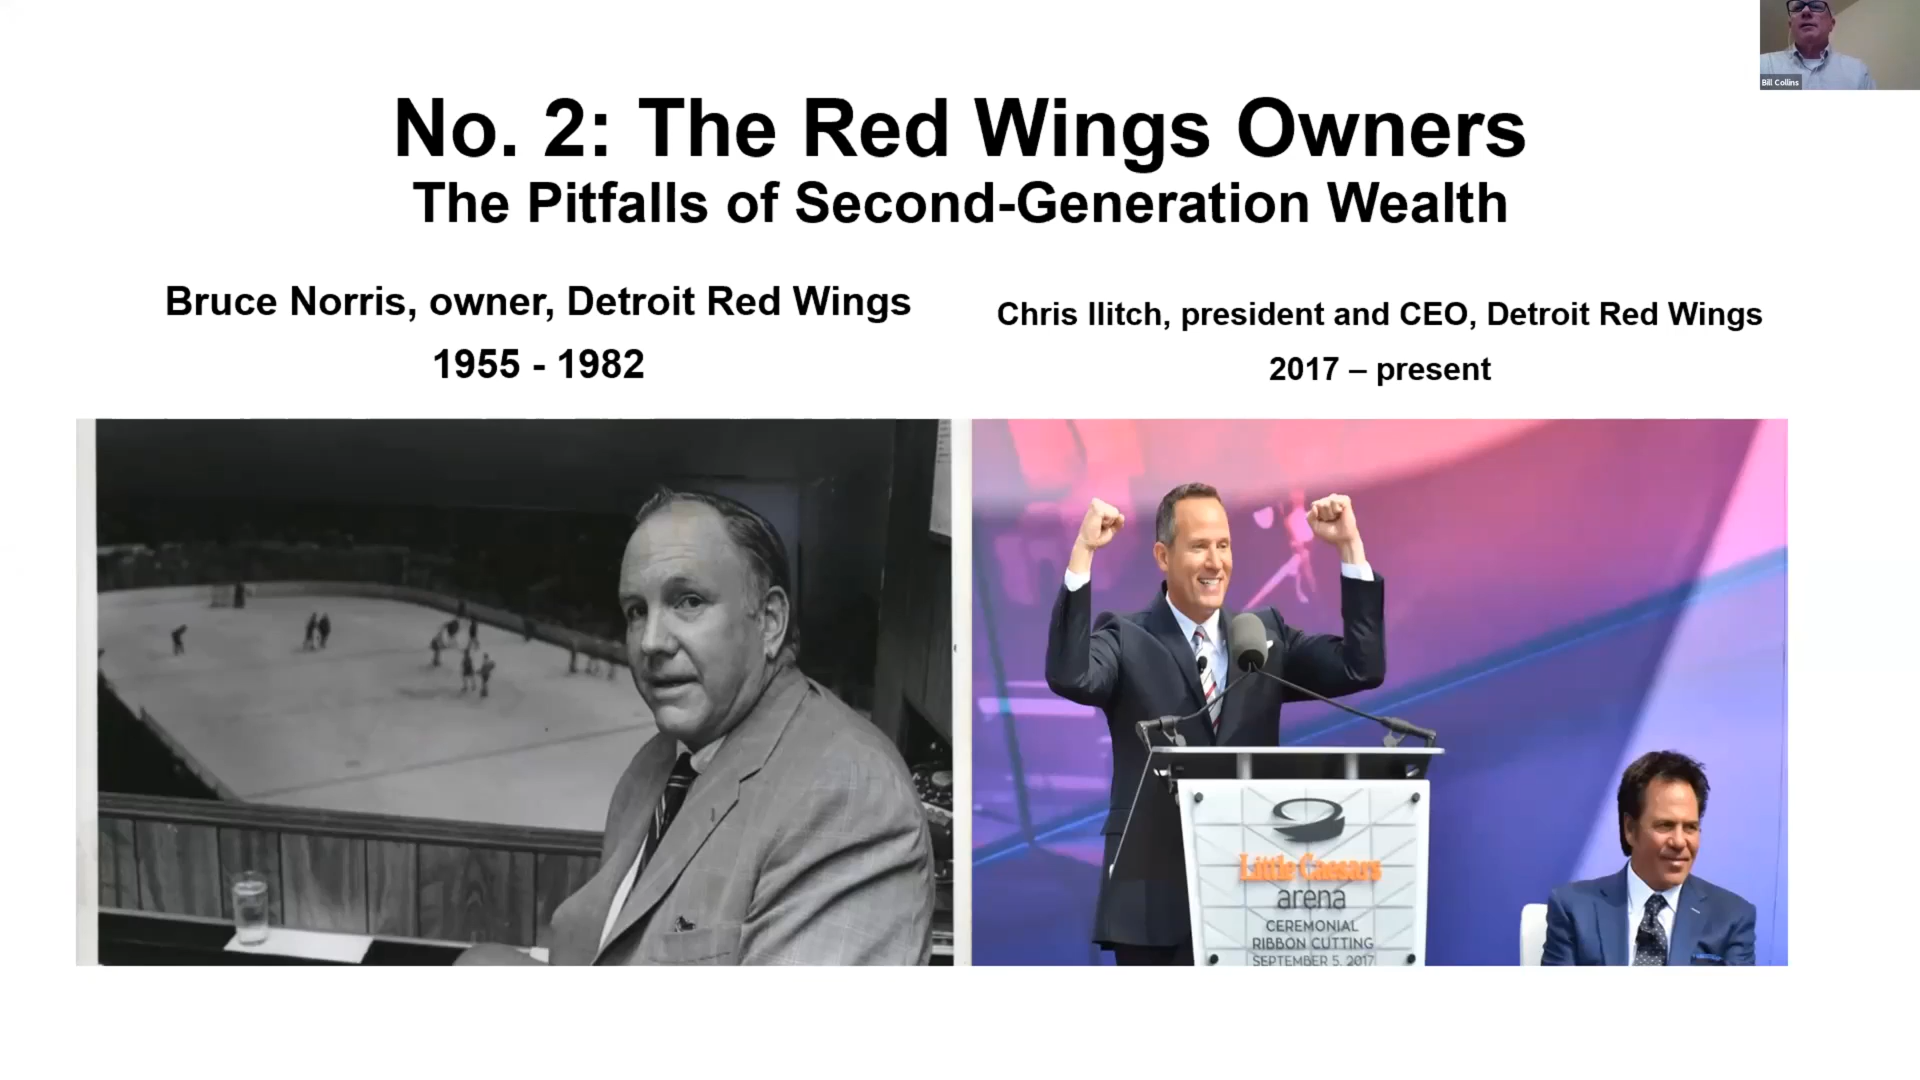 Bill Collins
No. 2: The Red Wings Owners
The Pitfalls of Second-Generation Wealth
Bruce Norris, owner, Detroit Red Wings
1955 - 1982
Chris Ilitch, president and CEO, Detroit Red Wings
2017 – present
Little Caesars
arena
CEREMONIAL
RIBBON CUTTING
SEPTEMBER 5, 2017